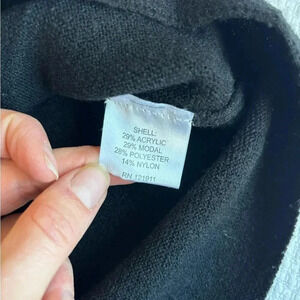 SHELL:
29% ACRYLIC
29% MODAL
28% POLYESTER
14% NYLON
RN 121911